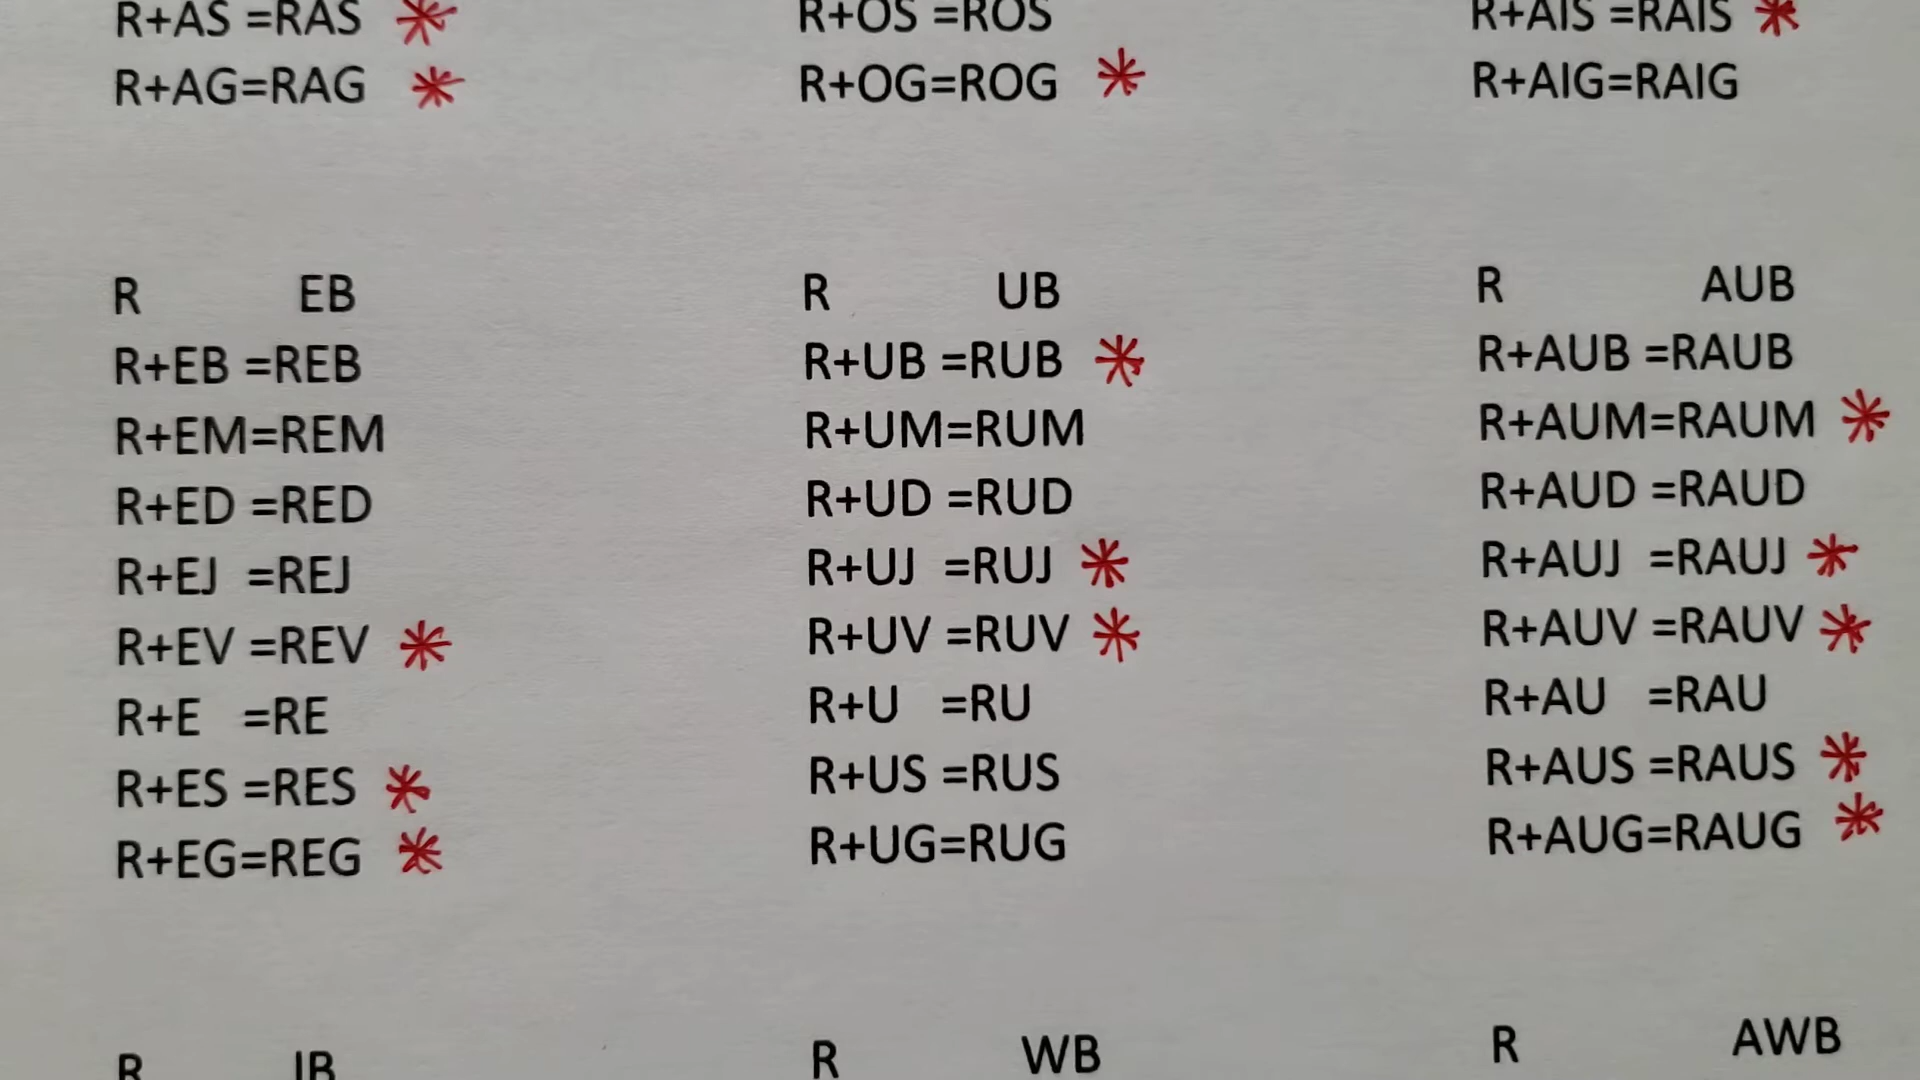 R+AS =RAS *
R+AG=RAG *
R+OS =ROS
R+OG=ROG *
R+AIS =RAIS *
R+AIG=RAIG
R EB
R+EB =REB
R+EM=REM
R+ED =RED
R+EJ =REJ
R+EV =REV *
R+E =RE
R+ES =RES *
R+EG=REG *
R UB
R+UB =RUB *
R+UM=RUM
R+UD =RUD
R+UJ =RUJ *
R+UV =RUV *
R+U =RU
R+US =RUS
R+UG=RUG
R AUB
R+AUB =RAUB
R+AUM=RAUM *
R+AUD =RAUD
R+AUJ =RAUJ *
R+AUV =RAUV *
R+AU =RAU
R+AUS =RAUS *
R+AUG=RAUG *
R IB
R WB
R AWB